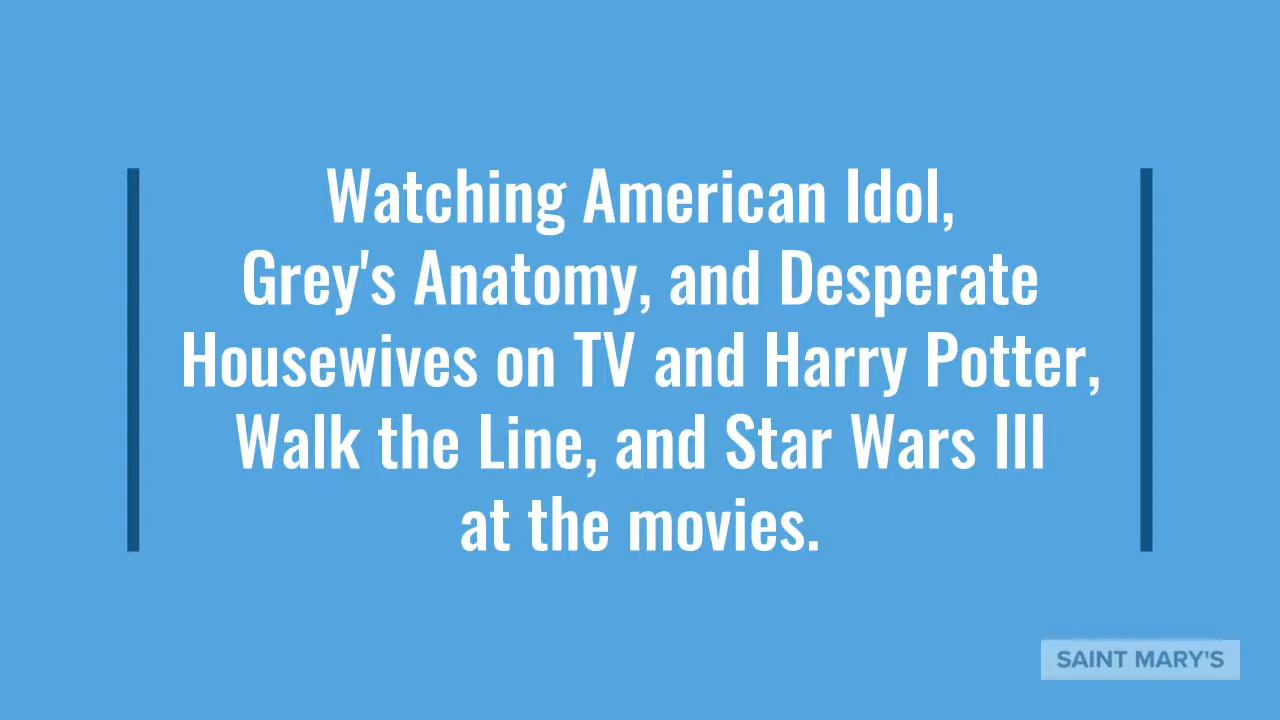 Watching American Idol,
Grey's Anatomy, and Desperate
Housewives on TV and Harry Potter,
Walk the Line, and Star Wars III
at the movies.
SAINT MARY'S